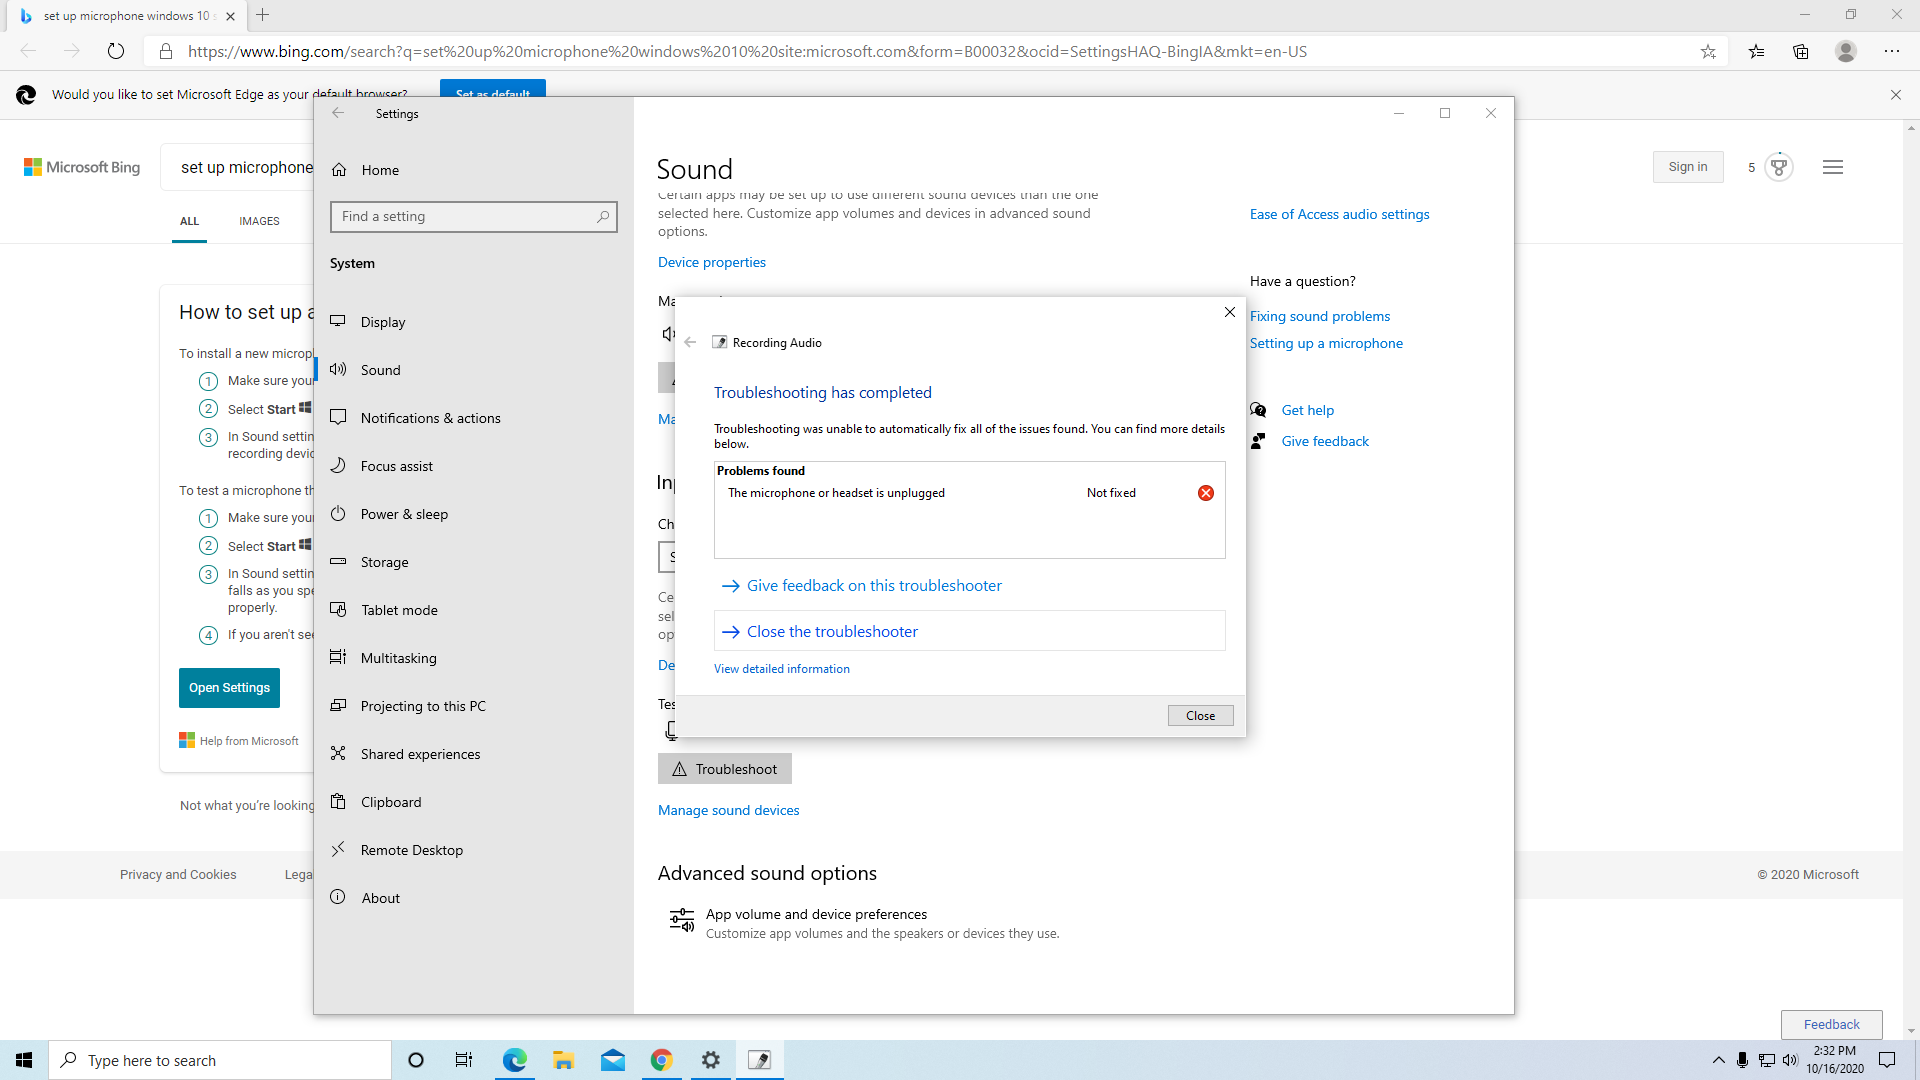 set up microphone windows 10 s
https://www.bing.com/search?q=set%20up%20microphone%20windows%2010%20site:microsoft.com&form=B00032&ocid=SettingsHAQ-BingIA&mkt=en-US
Would you like to set Microsoft Edge as your default browser?
Set as default
Microsoft Bing
set up microphone
Sign in
5
ALL
IMAGES
How to set up a
To install a new microp
1 Make sure your
2 Select Start
3 In Sound settin
recording devic
To test a microphone th
1 Make sure your
2 Select Start
3 In Sound settin
falls as you spe
properly.
4 If you aren't see
Open Settings
Help from Microsoft
Not what you're looking
Privacy and Cookies
Lega
© 2020 Microsoft
Feedback
Settings
Home
Find a setting
System
Display
Sound
Notifications & actions
Focus assist
Power & sleep
Storage
Tablet mode
Multitasking
Projecting to this PC
Shared experiences
Clipboard
Remote Desktop
About
Sound
Certain apps may be set up to use different sound devices than the one
selected here. Customize app volumes and devices in advanced sound
options.
Device properties
Ma
Ma
Inp
Ch
S
Ce
sel
opt
De
Tes
Troubleshoot
Manage sound devices
Advanced sound options
App volume and device preferences
Customize app volumes and the speakers or devices they use.
Ease of Access audio settings
Have a question?
Fixing sound problems
Setting up a microphone
Get help
Give feedback
Recording Audio
Troubleshooting has completed
Troubleshooting was unable to automatically fix all of the issues found. You can find more details
below.
Problems found
The microphone or headset is unplugged Not fixed
Give feedback on this troubleshooter
Close the troubleshooter
View detailed information
Close
Type here to search
2:32 PM
10/16/2020